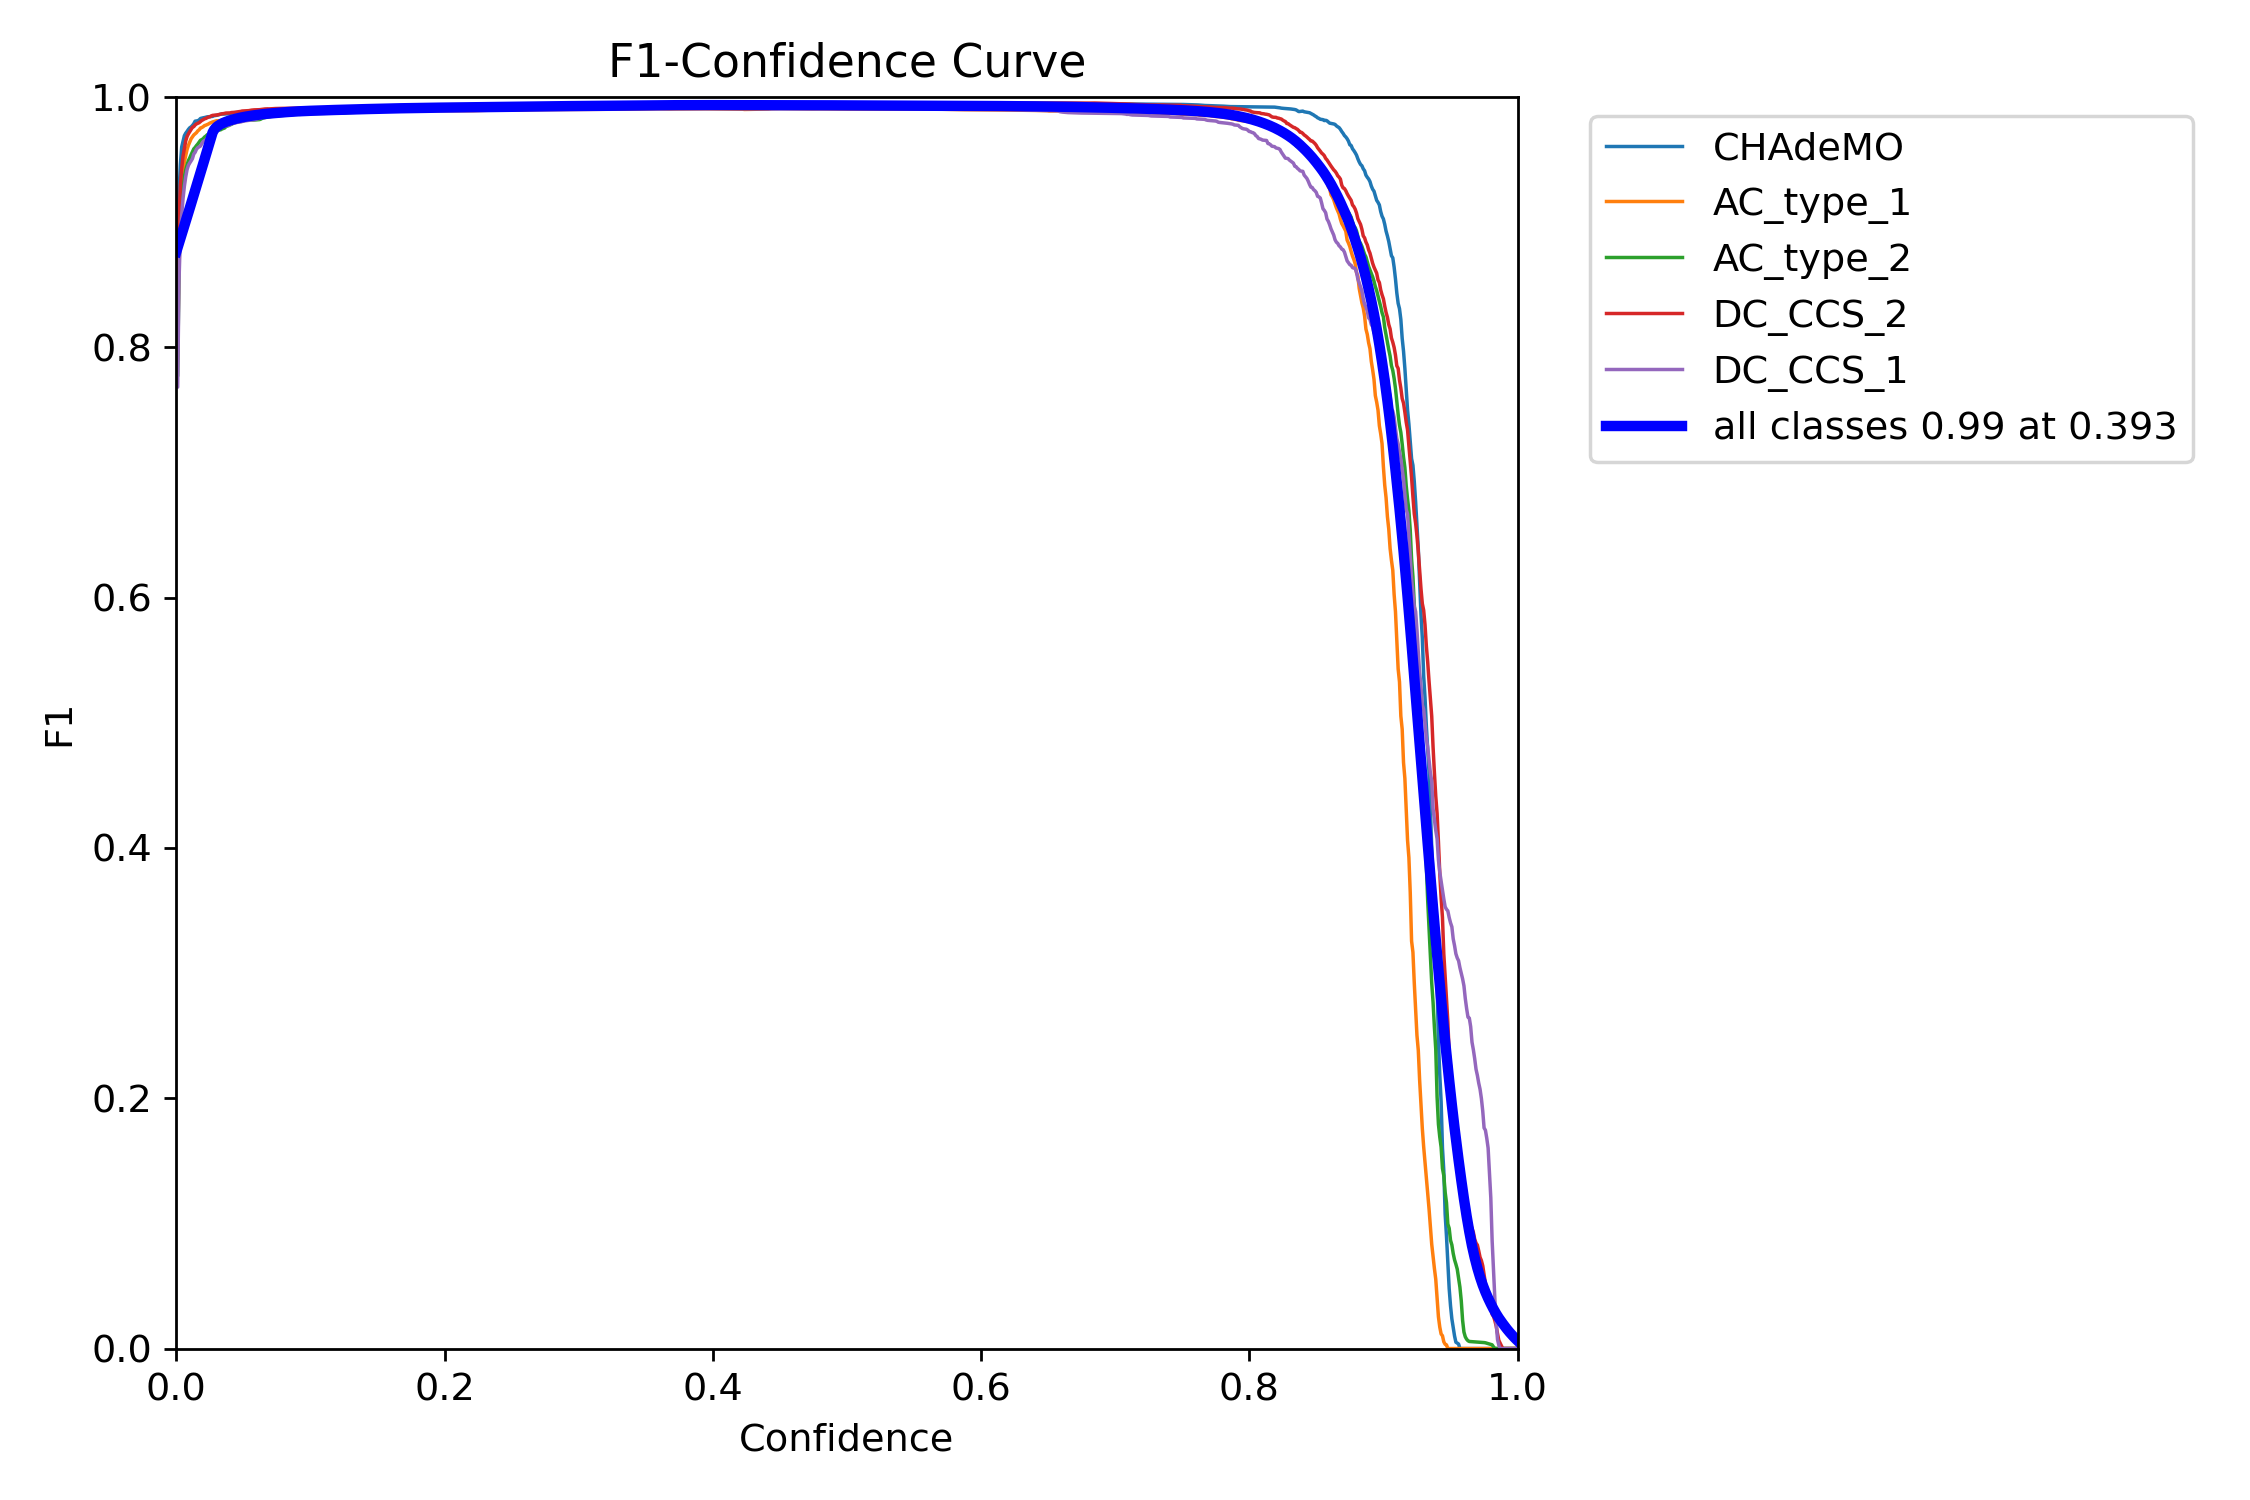 F1-Confidence Curve
1.0
0.8
0.6
0.4
0.2
0.0
F1
0.0 0.2 0.4 0.6 0.8 1.0
Confidence
CHAdeMO
AC_type_1
AC_type_2
DC_CCS_2
DC_CCS_1
all classes 0.99 at 0.393